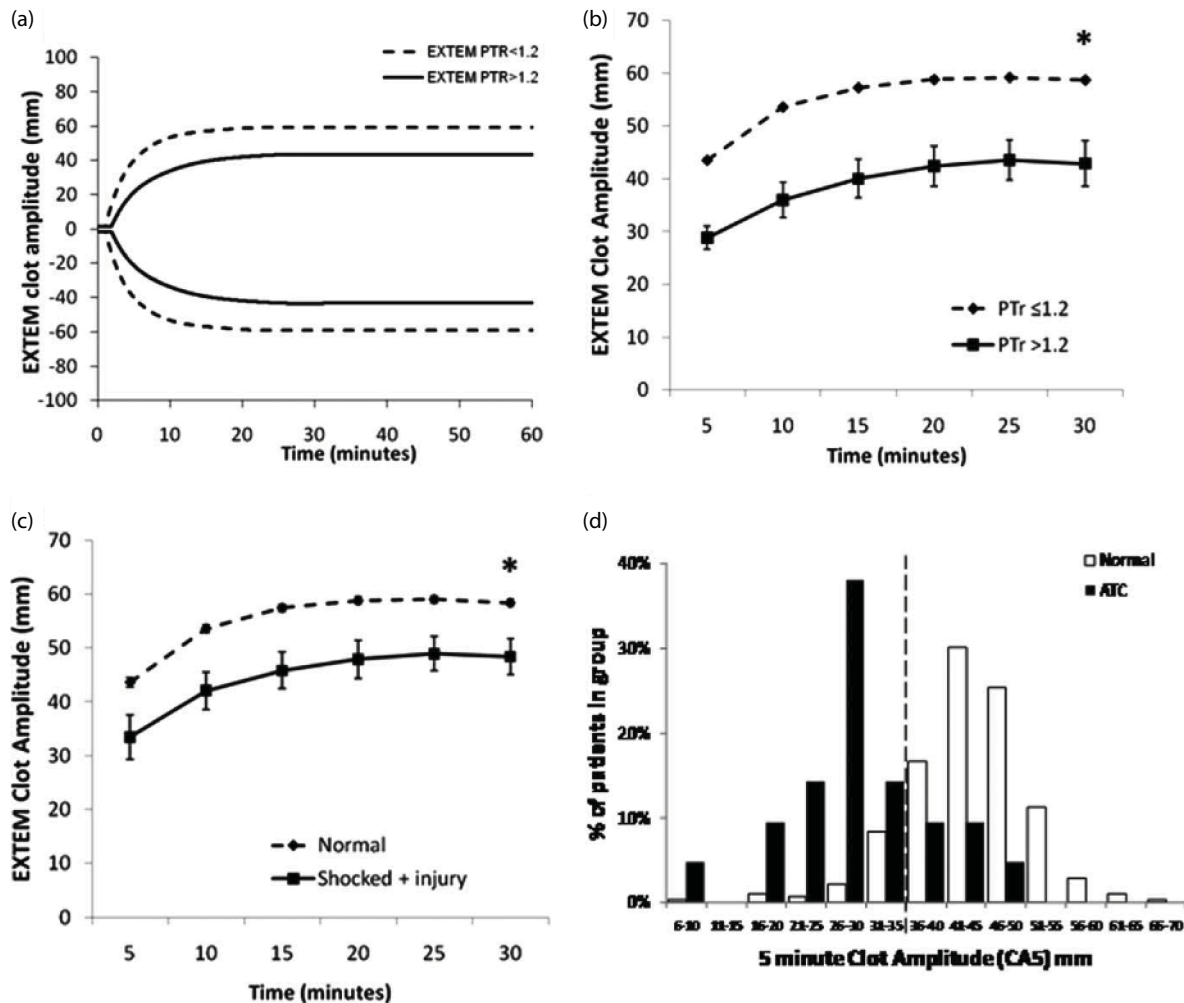 (a)
EXTEM PTR<1.2
EXTEM PTR>1.2
EXTEM clot amplitude (mm)
100
80
60
40
20
0
-20
-40
-60
-80
-100
0 10 20 30 40 50 60
Time (minutes)
(b)
*
EXTEM Clot Amplitude (mm)
70
60
50
40
30
20
10
0
PTr ≤1.2
PTr >1.2
5 10 15 20 25 30
Time (minutes)
(c)
*
EXTEM Clot Amplitude (mm)
70
60
50
40
30
20
10
0
Normal
Shocked + injury
5 10 15 20 25 30
Time (minutes)
(d)
Normal
ATC
% of patients in group
40%
30%
20%
10%
0%
6-10 11-15 16-20 21-25 26-30 31-35 36-40 41-45 46-50 51-55 56-60 61-65 66-70
5 minute Clot Amplitude (CA5) mm